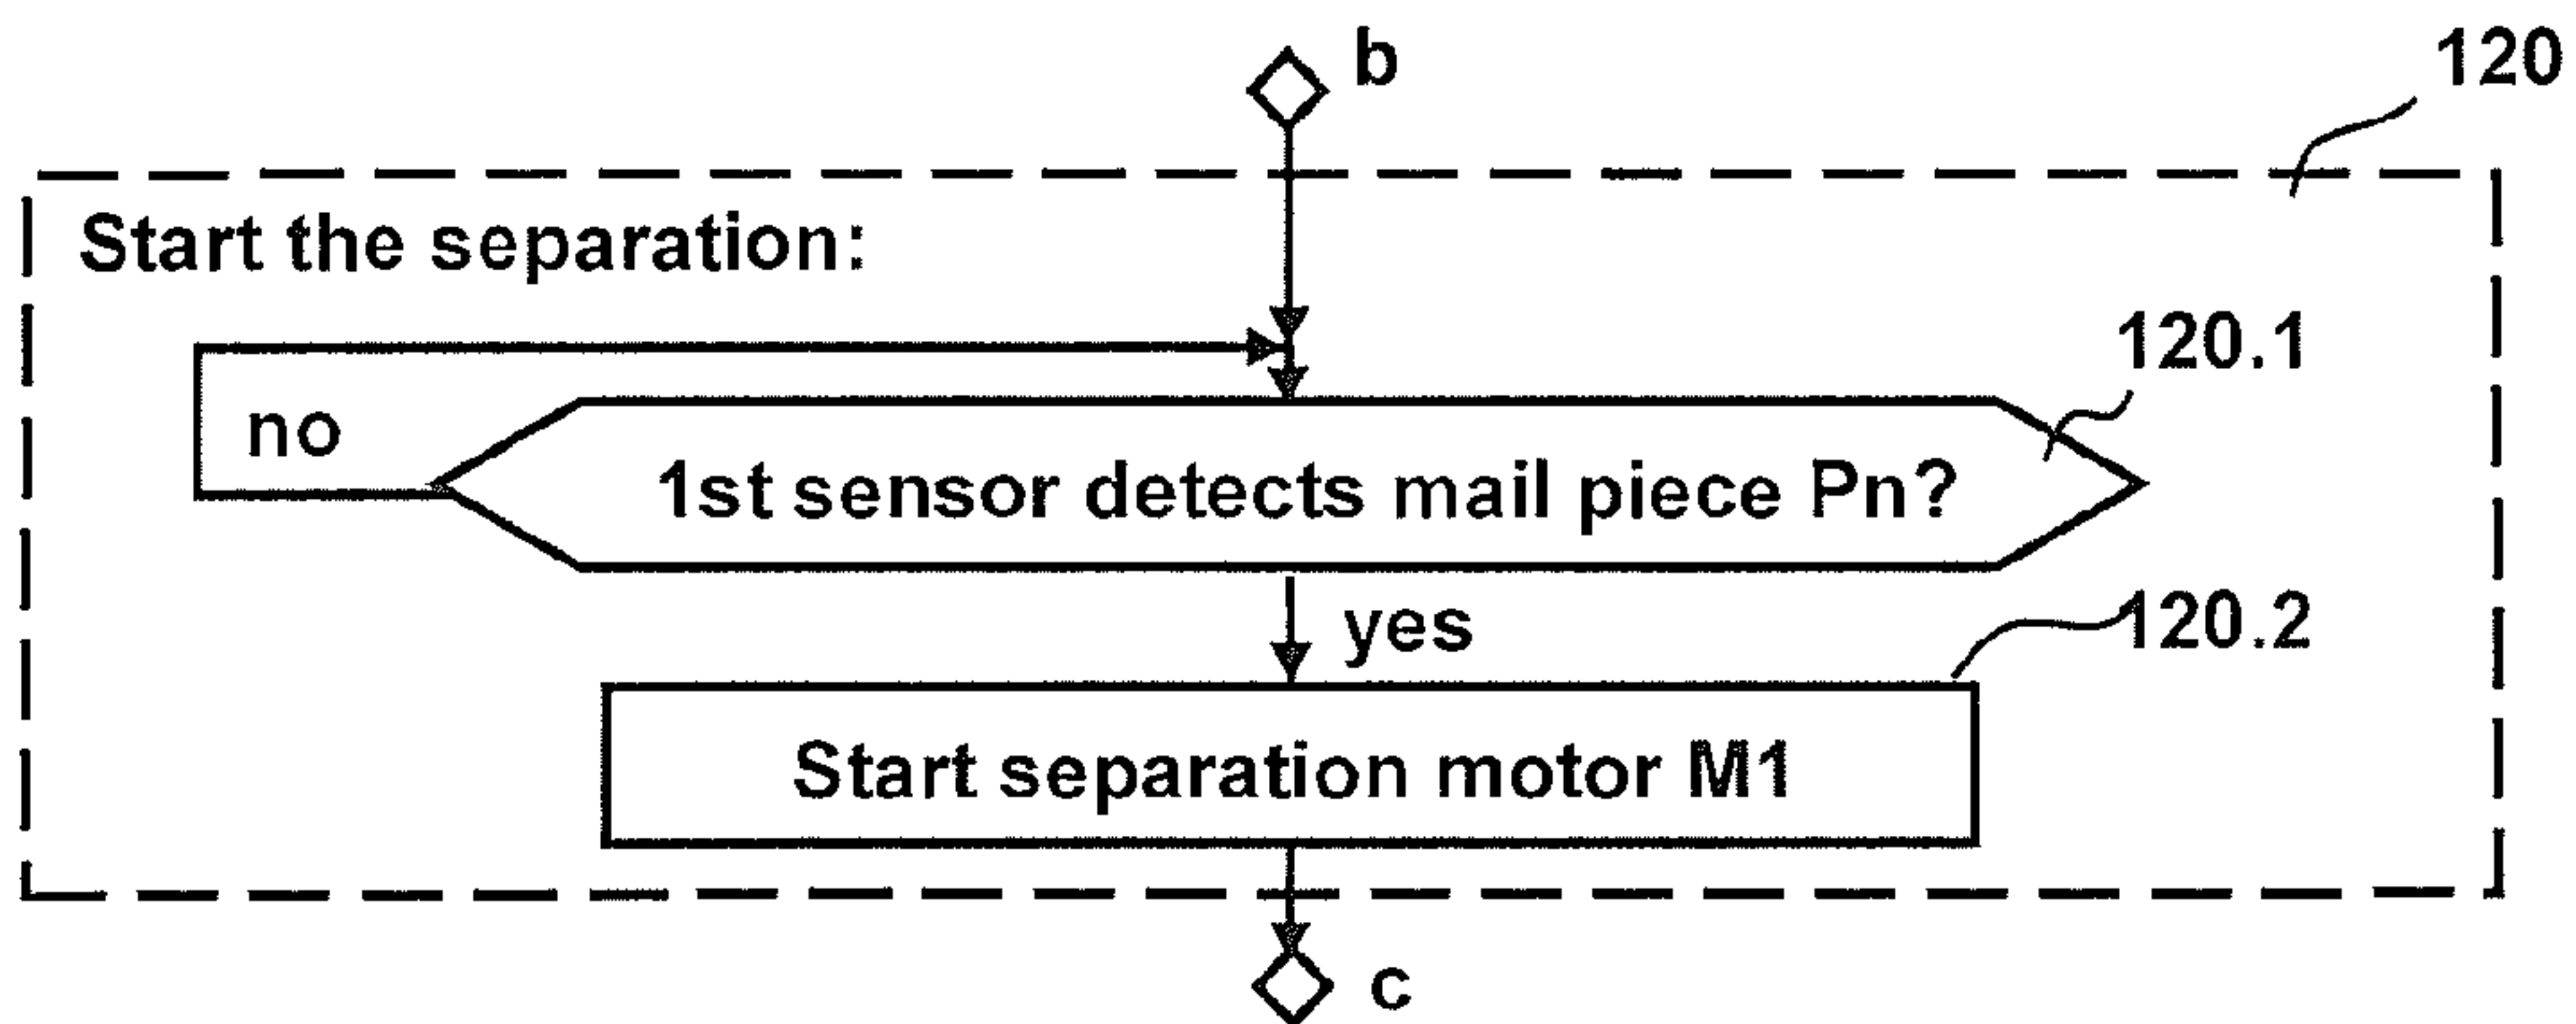 b
120
Start the separation:
120.1
no
1st sensor detects mail piece Pn?
yes
120.2
Start separation motor M1
c